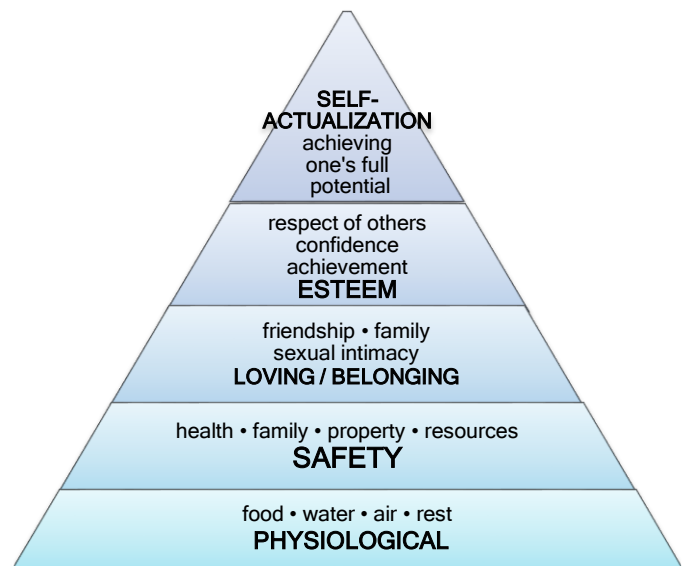 SELF-
ACTUALIZATION
achieving
one's full
potential
respect of others
confidence
achievement
ESTEEM
friendship • family
sexual intimacy
LOVING / BELONGING
health • family • property • resources
SAFETY
food • water • air • rest
PHYSIOLOGICAL